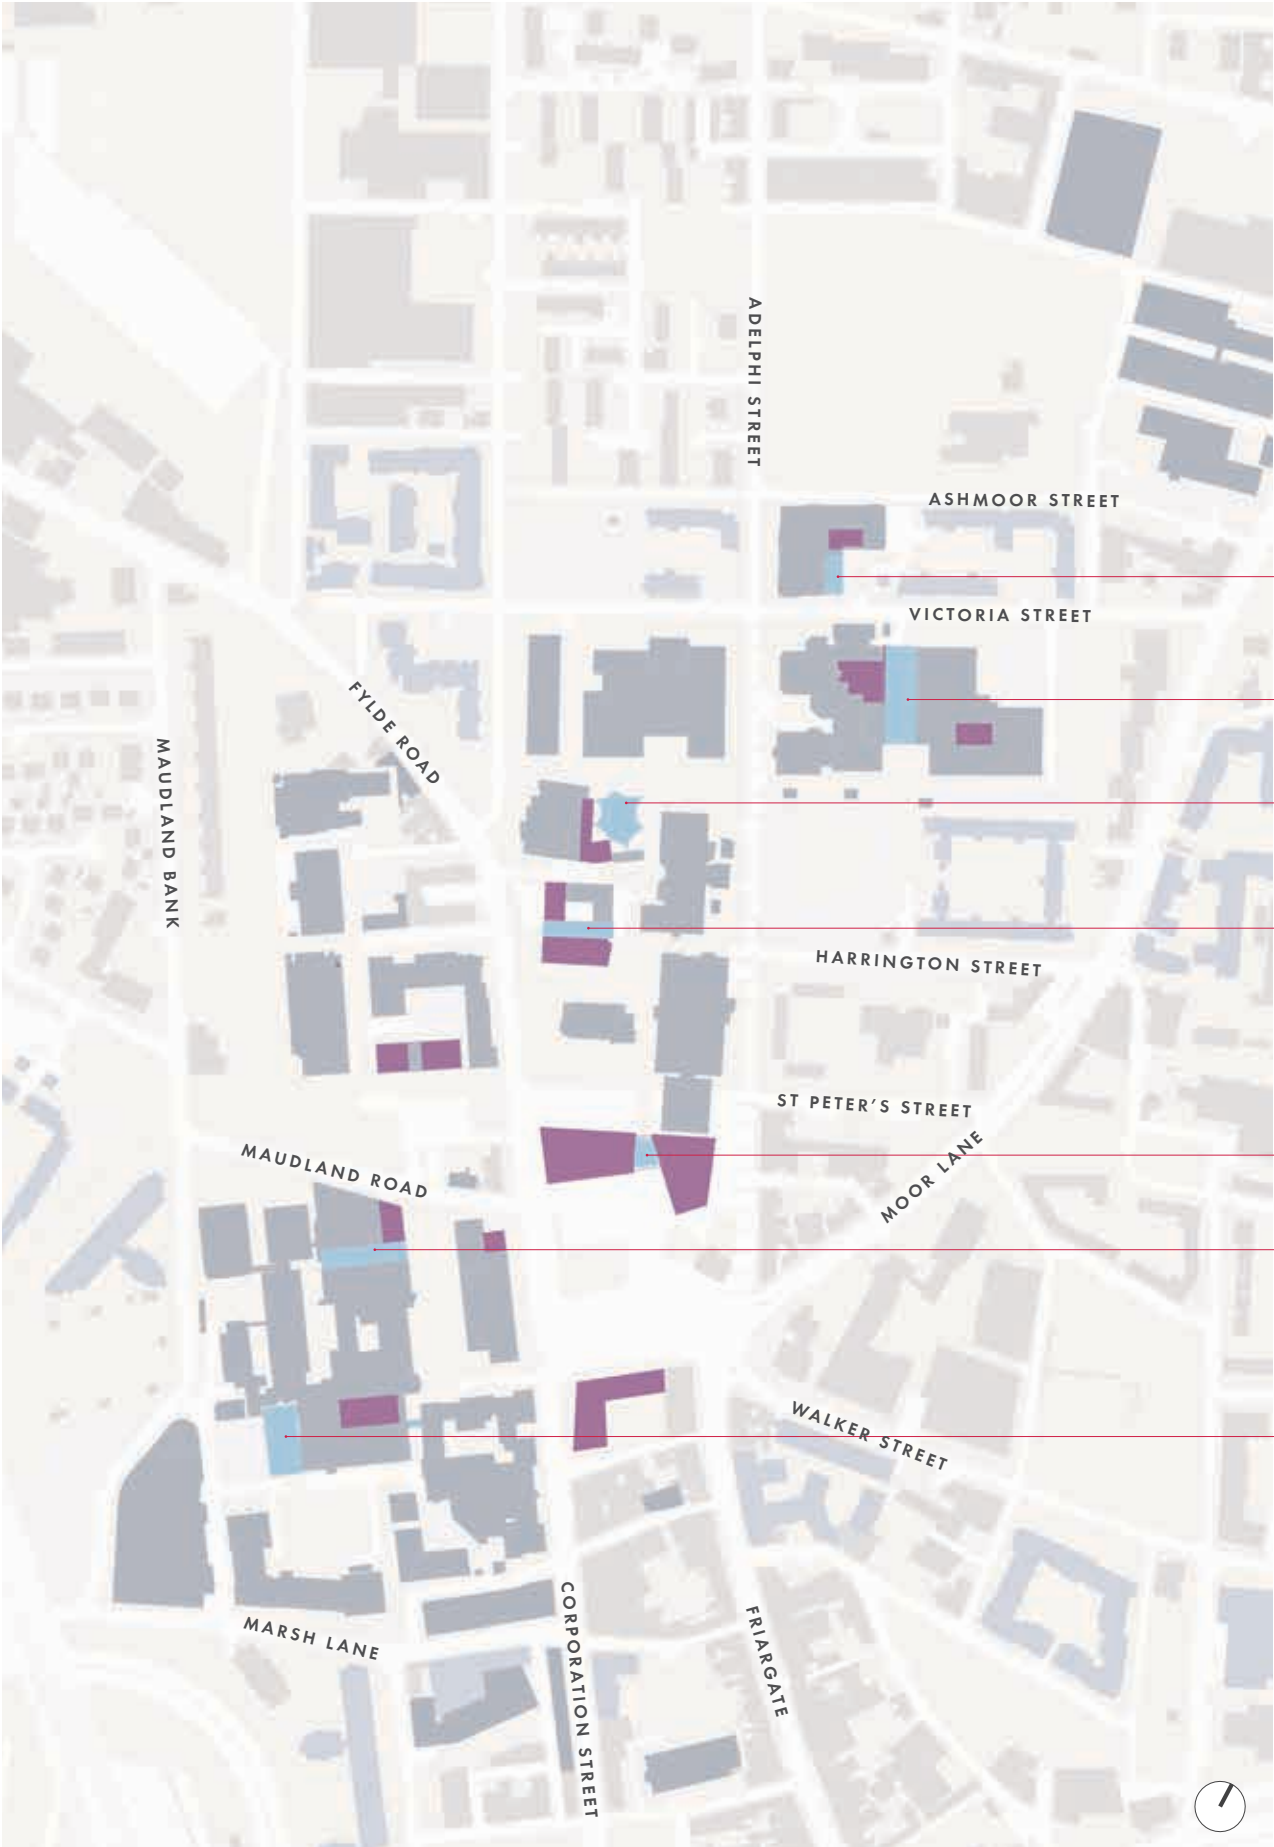 ADELPHI STREET
ASHMOOR STREET
VICTORIA STREET
FYLDE ROAD
MAUDLAND BANK
HARRINGTON STREET
ST PETER’S STREET
MOOR LANE
MAUDLAND ROAD
WALKER STREET
CORPORATION STREET
FRIARGATE
MARSH LANE